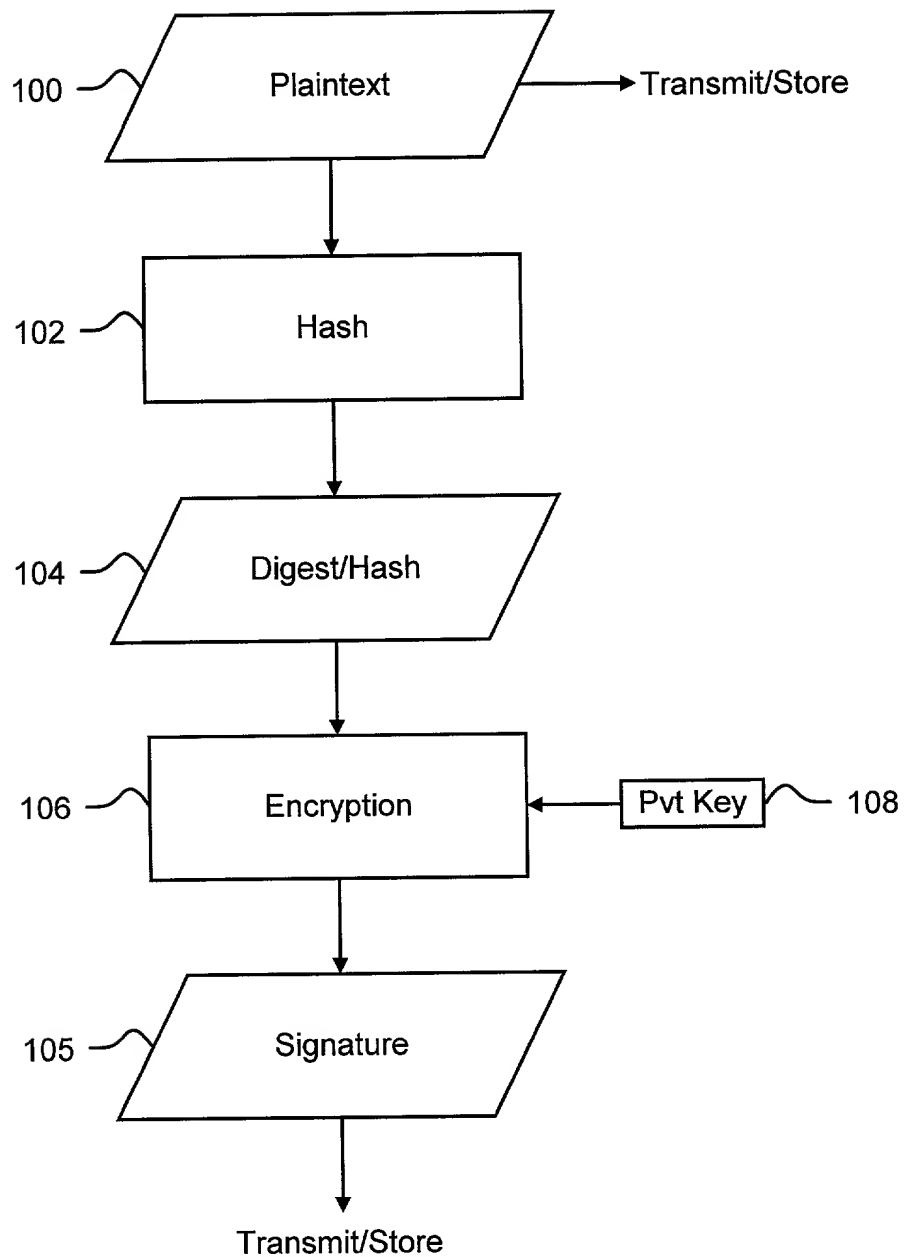 100
Plaintext
Transmit/Store
102
Hash
104
Digest/Hash
106
Encryption
Pvt Key
108
105
Signature
Transmit/Store